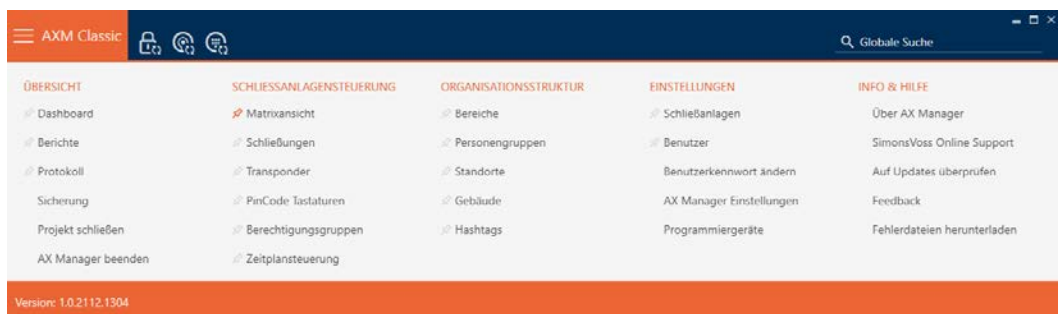 AXM Classic
Globale Suche
ÜBERSICHT
Dashboard
Berichte
Protokoll
Sicherung
Projekt schließen
AX Manager beenden
SCHLIESSANLAGENSTEUERUNG
Matrixansicht
Schließungen
Transponder
PinCode Tastaturen
Berechtigungsgruppen
Zeitplansteuerung
ORGANISATIONSSTRUKTUR
Bereiche
Personengruppen
Standorte
Gebäude
Hashtags
EINSTELLUNGEN
Schließanlagen
Benutzer
Benutzerkennwort ändern
AX Manager Einstellungen
Programmiergeräte
INFO & HILFE
Über AX Manager
SimonsVoss Online Support
Auf Updates überprüfen
Feedback
Fehlerdateien herunterladen
Version: 1.0.2112.1304